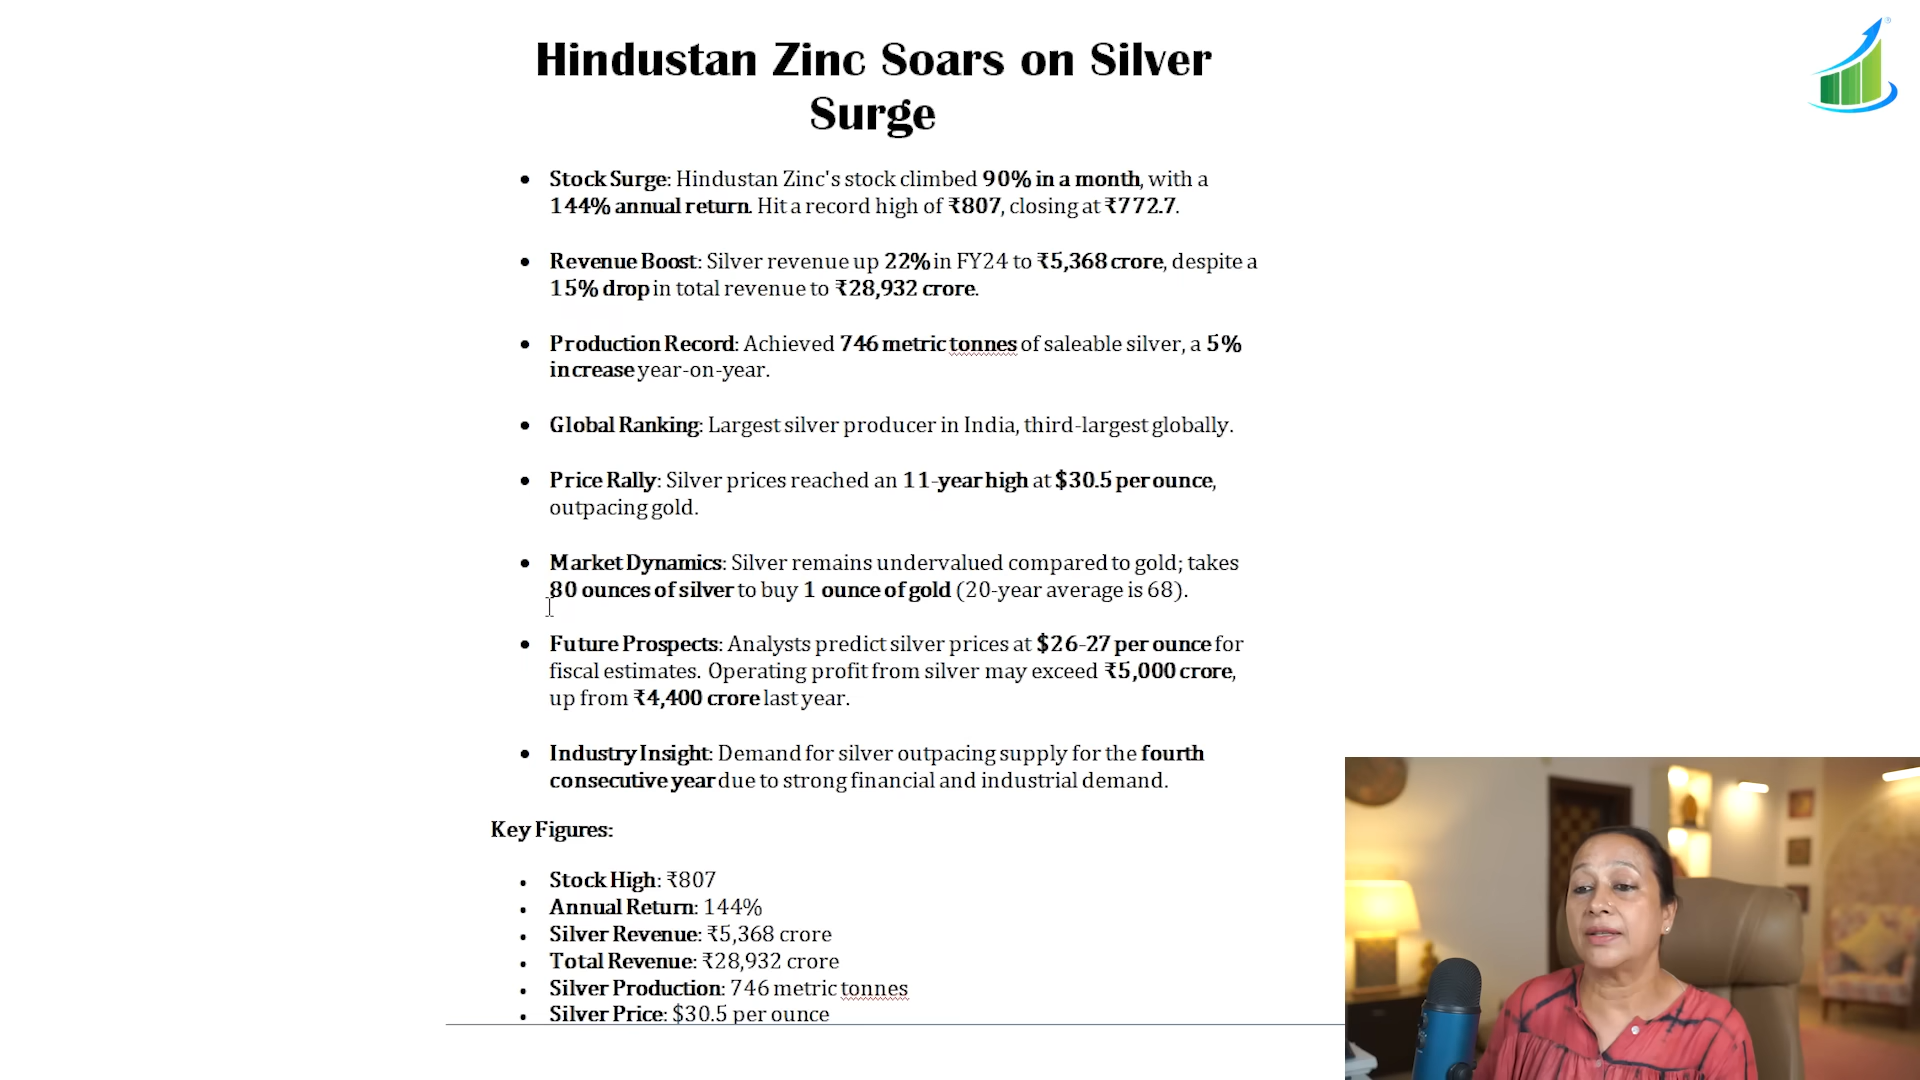 Hindustan Zinc Soars on Silver
Surge
• Stock Surge: Hindustan Zinc's stock climbed 90% in a month, with a
144% annual return. Hit a record high of ₹807, closing at ₹772.7.
• Revenue Boost: Silver revenue up 22% in FY24 to ₹5,368 crore, despite a
15% drop in total revenue to ₹28,932 crore.
• Production Record: Achieved 746 metric tonnes of saleable silver, a 5%
increase year-on-year.
• Global Ranking: Largest silver producer in India, third-largest globally.
• Price Rally: Silver prices reached an 11-year high at $30.5 per ounce,
outpacing gold.
• Market Dynamics: Silver remains undervalued compared to gold; takes
80 ounces of silver to buy 1 ounce of gold (20-year average is 68).
• Future Prospects: Analysts predict silver prices at $26-27 per ounce for
fiscal estimates. Operating profit from silver may exceed ₹5,000 crore,
up from ₹4,400 crore last year.
• Industry Insight: Demand for silver outpacing supply for the fourth
consecutive year due to strong financial and industrial demand.
Key Figures:
• Stock High: ₹807
• Annual Return: 144%
• Silver Revenue: ₹5,368 crore
• Total Revenue: ₹28,932 crore
• Silver Production: 746 metric tonnes
• Silver Price: $30.5 per ounce